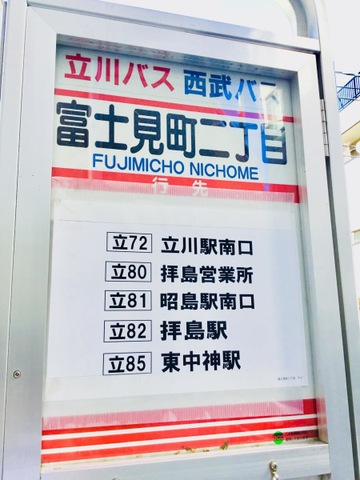 立川バス 西武バス
富士見町二丁目
FUJIMICHO NICHOME
行先
立72 立川駅南口
立80 拝島営業所
立81 昭島駅南口
立82 拝島駅
立85 東中神駅